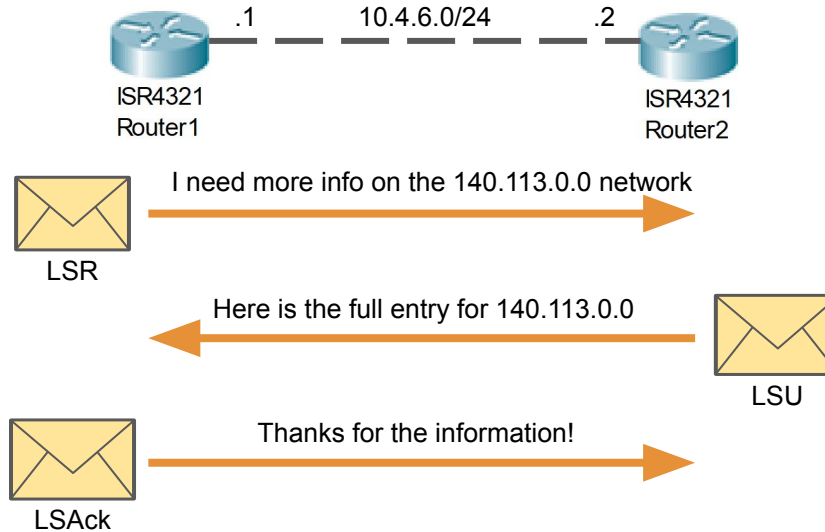 .1 10.4.6.0/24 .2
ISR4321
Router1
ISR4321
Router2
I need more info on the 140.113.0.0 network
LSR
Here is the full entry for 140.113.0.0
LSU
Thanks for the information!
LSAck